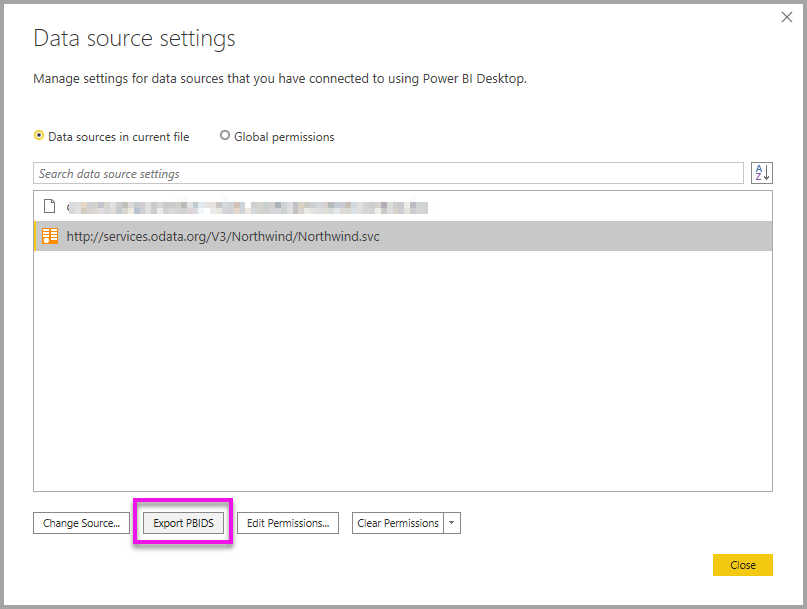 Data source settings
Manage settings for data sources that you have connected to using Power BI Desktop.
Data sources in current file Global permissions
Search data source settings
A
Z
http://services.odata.org/V3/Northwind/Northwind.svc
Change Source... Export PBIDS Edit Permissions... Clear Permissions
Close